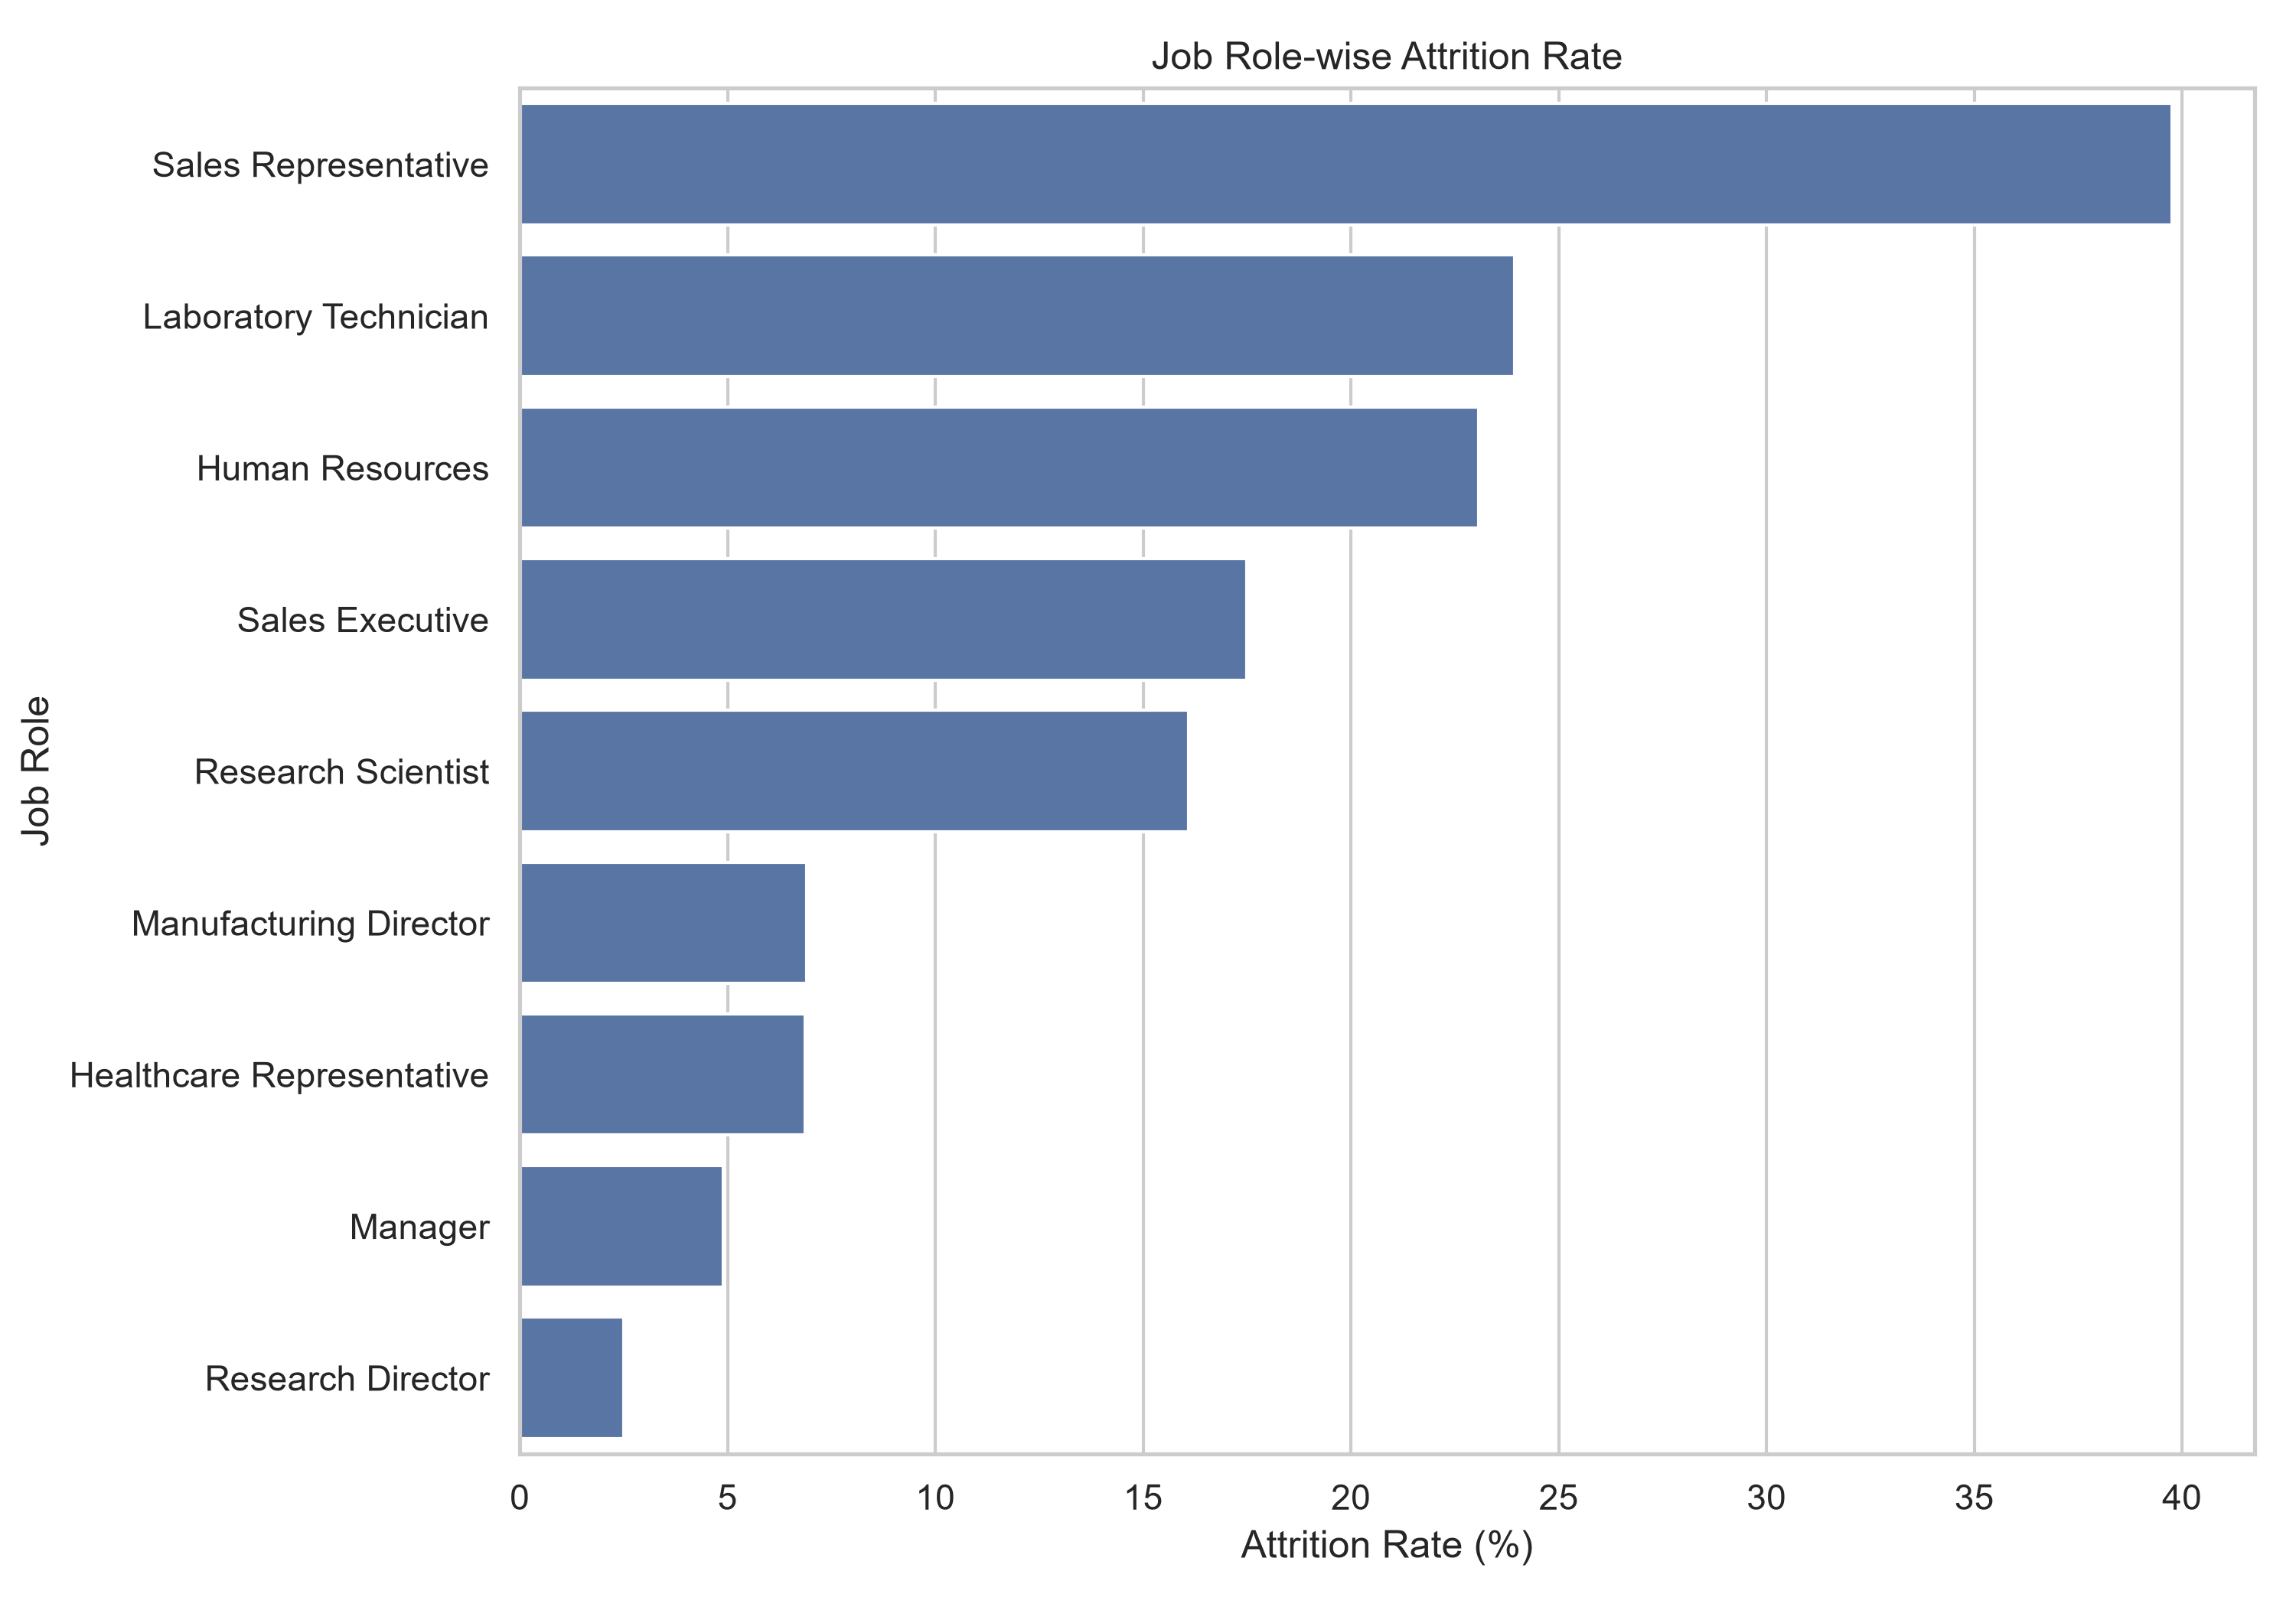 Job Role-wise Attrition Rate
Sales Representative
Laboratory Technician
Human Resources
Sales Executive
Research Scientist
Manufacturing Director
Healthcare Representative
Manager
Research Director
Job Role
0 5 10 15 20 25 30 35 40
Attrition Rate (%)